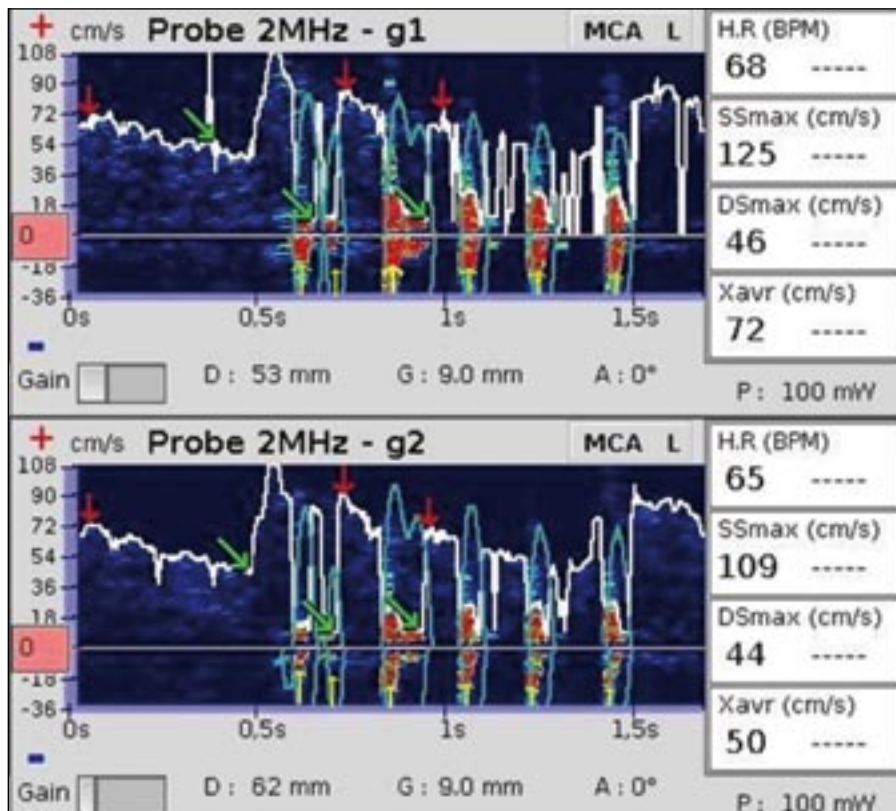 + cm/s Probe 2MHz - g1 MCA L
108
90
72
54
36
18
0
-18
-36
0s 0,5s 1s 1,5s
-
Gain D : 53 mm G : 9.0 mm A : 0°
H.R (BPM)
68 -----
SSmax (cm/s)
125 -----
DSmax (cm/s)
46 -----
Xavr (cm/s)
72 -----
P : 100 mW
+ cm/s Probe 2MHz - g2 MCA L
108
90
72
54
36
18
0
-18
-36
0s 0,5s 1s 1,5s
-
Gain D : 62 mm G : 9.0 mm A : 0°
H.R (BPM)
65 -----
SSmax (cm/s)
109 -----
DSmax (cm/s)
44 -----
Xavr (cm/s)
50 -----
P : 100 mW